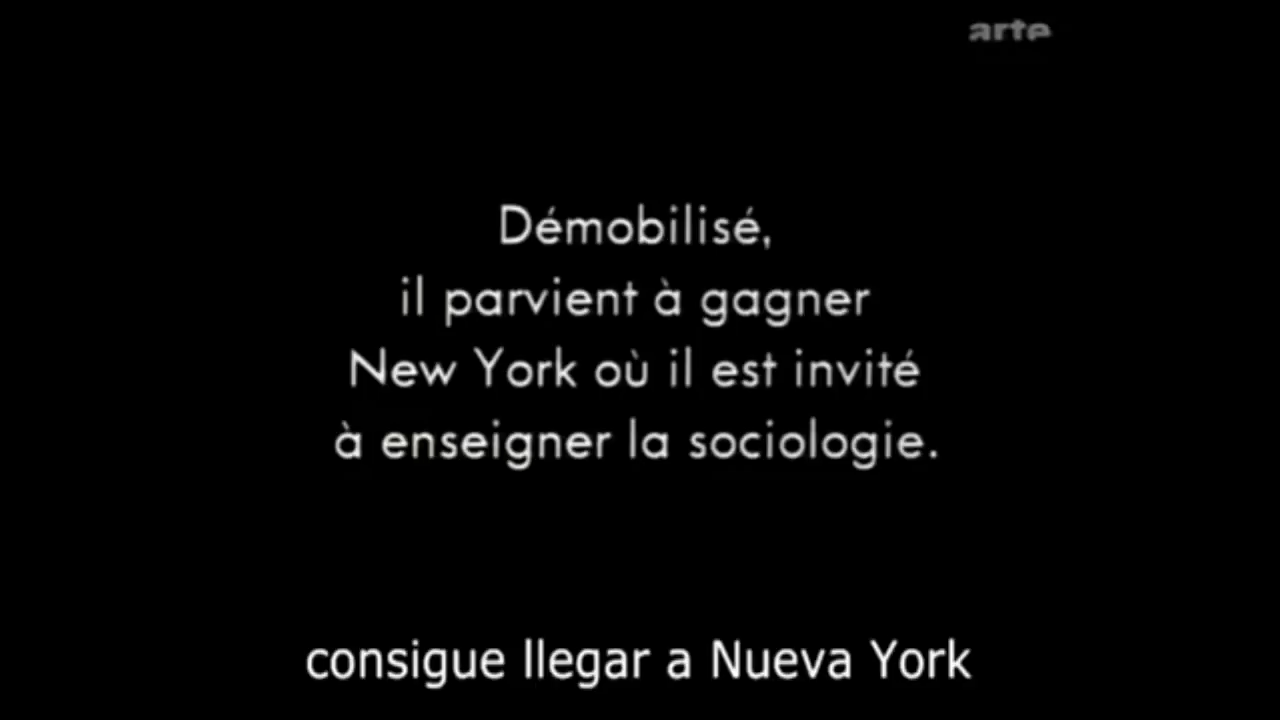 arte
Démobilisé,
il parvient à gagner
New York où il est invité
à enseigner la sociologie.
consigue llegar a Nueva York